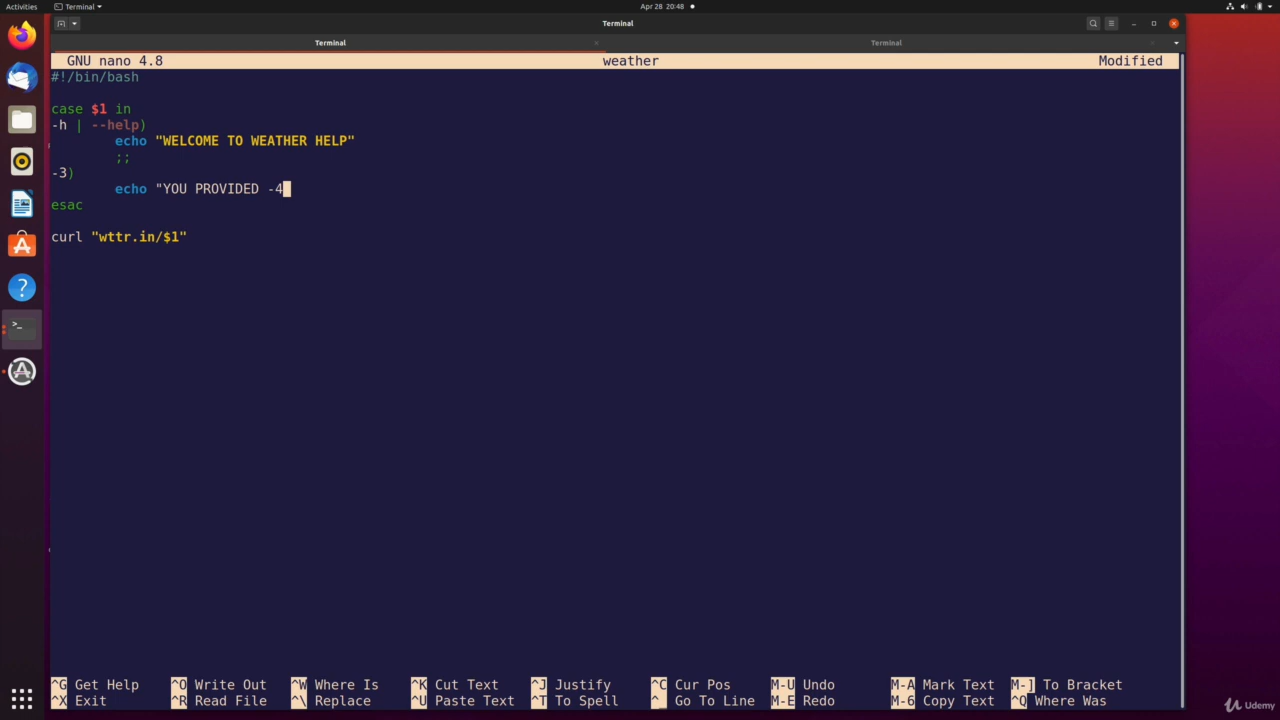 Activities
Terminal
Apr 28 20:48
Terminal
Terminal
Terminal
GNU nano 4.8
weather
Modified
#!/bin/bash
case $1 in
-h | --help)
echo "WELCOME TO WEATHER HELP"
;;
-3)
echo "YOU PROVIDED -4
esac
curl "wttr.in/$1"
^G Get Help
^O Write Out
^W Where Is
^K Cut Text
^J Justify
^C Cur Pos
M-U Undo
M-A Mark Text
M-] To Bracket
^X Exit
^R Read File
^\ Replace
^U Paste Text
^T To Spell
^_ Go To Line
M-E Redo
M-6 Copy Text
^Q Where Was
Udemy